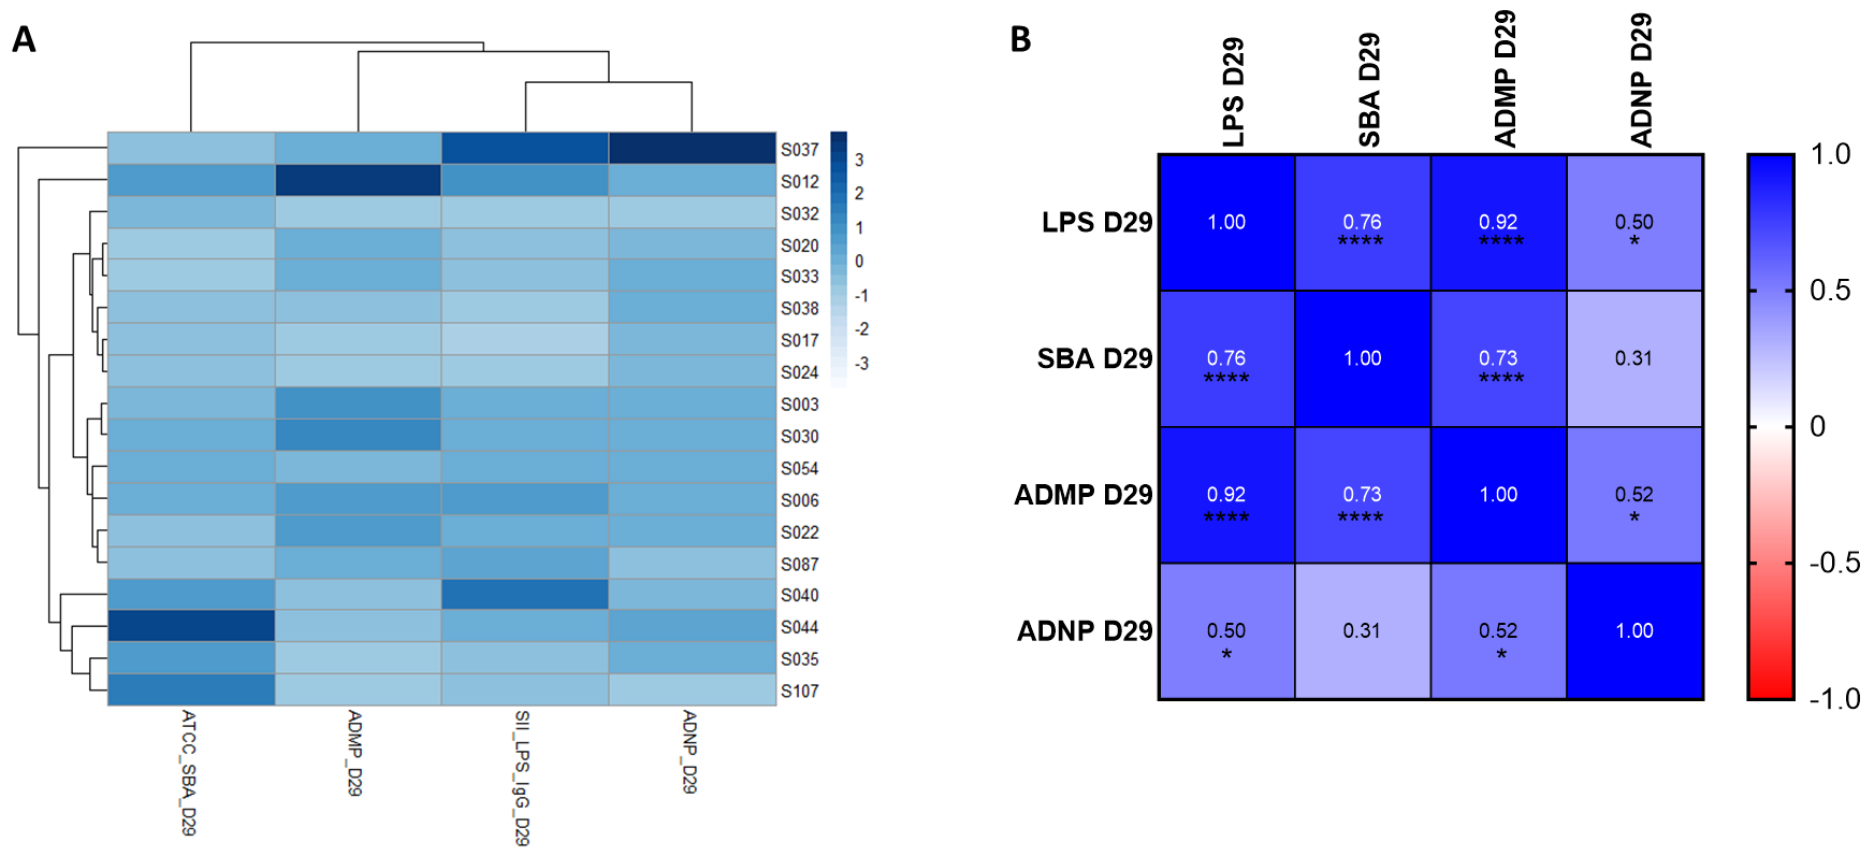 A
S037
S012
S032
S020
S033
S038
S017
S024
S003
S030
S054
S006
S022
S087
S040
S044
S035
S107
3
2
1
0
-1
-2
-3
ATCC_SBA_D29
ADMP_D29
SII_LPS_IgG_D29
ADNP_D29
B
LPS D29
SBA D29
ADMP D29
ADNP D29
LPS D29 1.00 0.76 0.92 0.50
**** **** *
SBA D29 0.76 1.00 0.73 0.31
**** ****
ADMP D29 0.92 0.73 1.00 0.52
**** **** *
ADNP D29 0.50 0.31 0.52 1.00
* *
1.0
0.5
0
-0.5
-1.0